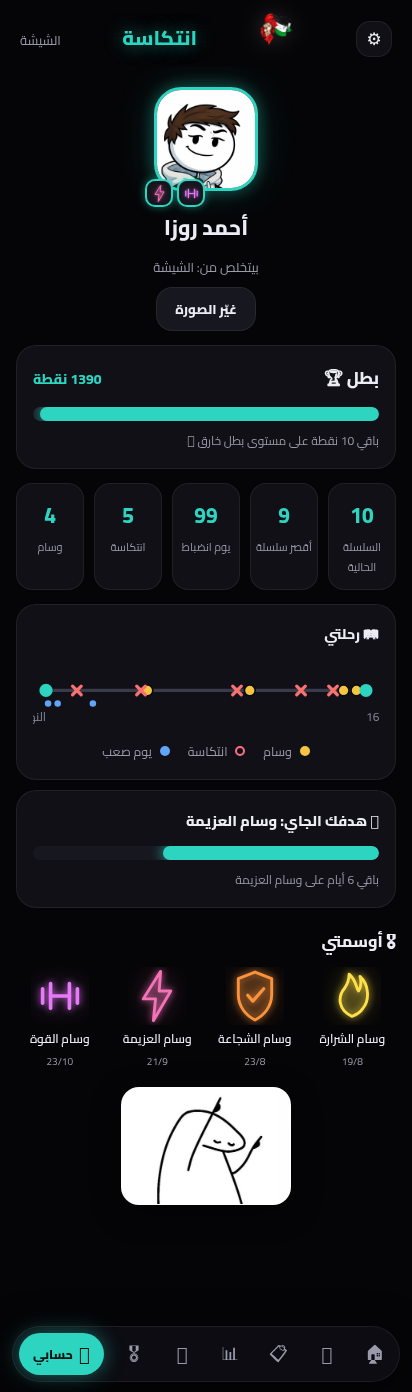 انتكاسة
الشيشة
أحمد روزا
بيتخلص من: الشيشة
غيّر الصورة
بطل 🏆
1390 نقطة
باقي 10 نقطة على مستوى بطل خارق
10
السلسلة الحالية
9
أقصر سلسلة
99
يوم انضباط
5
انتكاسة
4
وسام
رحلتي
16
وسام
انتكاسة
يوم صعب
هدفك الجاي: وسام العزيمة
باقي 6 أيام على وسام العزيمة
🎖 أوسمتي
وسام الشرارة
19/8
وسام الشجاعة
23/8
وسام العزيمة
21/9
وسام القوة
23/10
حسابي